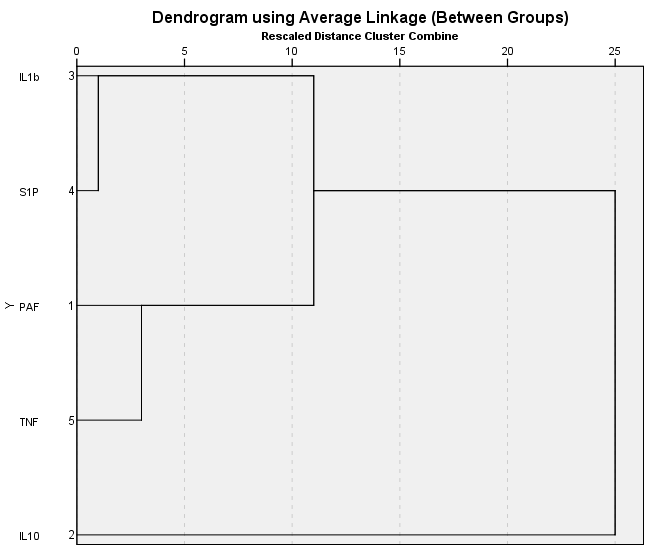 Dendrogram using Average Linkage (Between Groups)
Rescaled Distance Cluster Combine
0 5 10 15 20 25
IL1b 3
S1P 4
Y
PAF 1
TNF 5
IL10 2